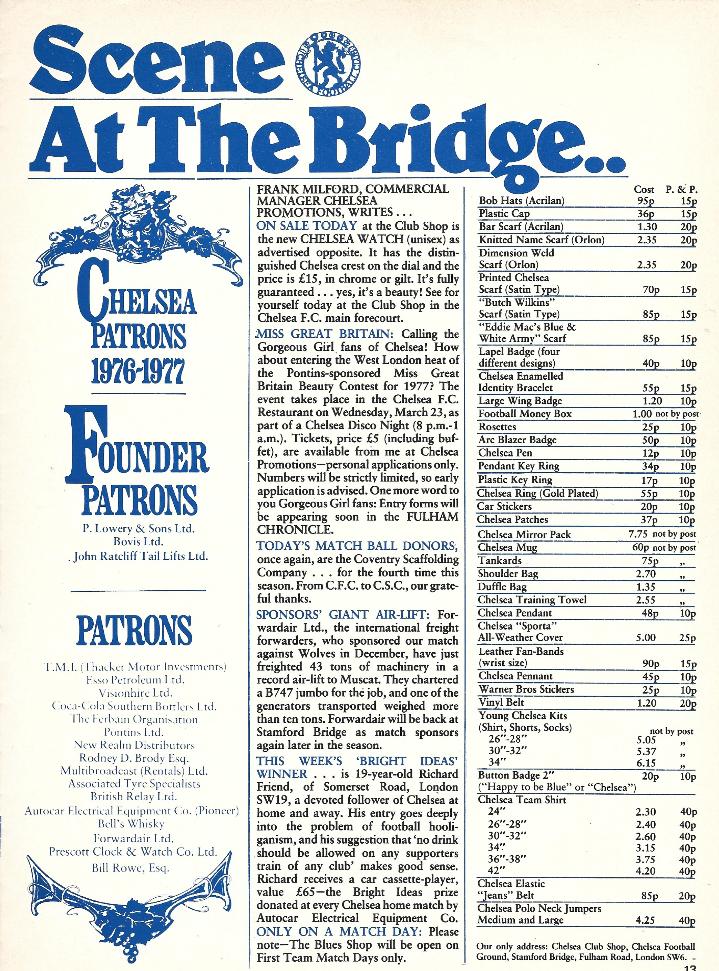 Scene
CHELSEA FOOTBALL CLUB
At The Bridge..
CHELSEA
PATRONS
1976-1977
FOUNDER
PATRONS
P. Lowery & Sons Ltd.
Bovis Ltd.
John Ratcliff Tail Lifts Ltd.
PATRONS
T.M.I. (Thacker Motor Investments)
Esso Petroleum Ltd.
Visionhire Ltd.
Coca-Cola Southern Bottlers Ltd.
The Ferbain Organisation
Pontins Ltd.
New Realm Distributors
Rodney D. Brody Esq.
Multibroadcast (Rentals) Ltd.
Associated Tyre Specialists
British Relay Ltd.
Autocar Electrical Equipment Co. (Pioneer)
Bell's Whisky
Forwardair Ltd.
Prescott Clock & Watch Co. Ltd.
Bill Rowe, Esq.
FRANK MILFORD, COMMERCIAL
MANAGER CHELSEA
PROMOTIONS, WRITES . . .
ON SALE TODAY at the Club Shop is
the new CHELSEA WATCH (unisex) as
advertised opposite. It has the distin-
guished Chelsea crest on the dial and the
price is £15, in chrome or gilt. It's fully
guaranteed . . . yes, it's a beauty! See for
yourself today at the Club Shop in the
Chelsea F.C. main forecourt.
MISS GREAT BRITAIN: Calling the
Gorgeous Girl fans of Chelsea! How
about entering the West London heat of
the Pontins-sponsored Miss Great
Britain Beauty Contest for 1977? The
event takes place in the Chelsea F.C.
Restaurant on Wednesday, March 23, as
part of a Chelsea Disco Night (8 p.m.-1
a.m.). Tickets, price £5 (including buf-
fet), are available from me at Chelsea
Promotions—personal applications only.
Numbers will be strictly limited, so early
application is advised. One more word to
you Gorgeous Girl fans: Entry forms will
be appearing soon in the FULHAM
CHRONICLE.
TODAY'S MATCH BALL DONORS,
once again, are the Coventry Scaffolding
Company . . . for the fourth time this
season. From C.F.C. to C.S.C., our grate-
ful thanks.
SPONSORS' GIANT AIR-LIFT: For-
wardair Ltd., the international freight
forwarders, who sponsored our match
against Wolves in December, have just
freighted 43 tons of machinery in a
record air-lift to Muscat. They chartered
a B747 jumbo for the job, and one of the
generators transported weighed more
than ten tons. Forwardair will be back at
Stamford Bridge as match sponsors
again later in the season.
THIS WEEK'S 'BRIGHT IDEAS'
WINNER . . . is 19-year-old Richard
Friend, of Somerset Road, London
SW19, a devoted follower of Chelsea at
home and away. His entry goes deeply
into the problem of football hooli-
ganism, and his suggestion that 'no drink
should be allowed on any supporters
train of any club' makes good sense.
Richard receives a car cassette-player,
value £65—the Bright Ideas prize
donated at every Chelsea home match by
Autocar Electrical Equipment Co.
ONLY ON A MATCH DAY: Please
note—The Blues Shop will be open on
First Team Match Days only.
Cost P. & P.
Bob Hats (Acrilan) 95p 15p
Plastic Cap 36p 15p
Bar Scarf (Acrilan) 1.30 20p
Knitted Name Scarf (Orlon) 2.35 20p
Dimension Weld
Scarf (Orlon) 2.35 20p
Printed Chelsea
Scarf (Satin Type) 70p 15p
"Butch Wilkins"
Scarf (Satin Type) 85p 15p
"Eddie Mac's Blue &
White Army" Scarf 85p 15p
Lapel Badge (four
different designs) 40p 10p
Chelsea Enamelled
Identity Bracelet 55p 15p
Large Wing Badge 1.20 10p
Football Money Box 1.00 not by post
Rosettes 25p 10p
Arc Blazer Badge 50p 10p
Chelsea Pen 12p 10p
Pendant Key Ring 34p 10p
Plastic Key Ring 17p 10p
Chelsea Ring (Gold Plated) 55p 10p
Car Stickers 20p 10p
Chelsea Patches 37p 10p
Chelsea Mirror Pack 7.75 not by post
Chelsea Mug 60p not by post
Tankards 75p „
Shoulder Bag 2.70 „
Duffle Bag 1.35 „
Chelsea Training Towel 2.55 „
Chelsea Pendant 48p 10p
Chelsea "Sporta"
All-Weather Cover 5.00 25p
Leather Fan-Bands
(wrist size) 90p 15p
Chelsea Pennant 45p 10p
Warner Bros Stickers 25p 10p
Vinyl Belt 1.20 20p
Young Chelsea Kits
(Shirt, Shorts, Socks) not by post
26"-28" 5.05 „
30"-32" 5.37 „
34" 6.15 „
Button Badge 2" 20p 10p
("Happy to be Blue" or "Chelsea")
Chelsea Team Shirt
24" 2.30 40p
26"-28" 2.40 40p
30"-32" 2.60 40p
34" 3.15 40p
36"-38" 3.75 40p
42" 4.20 40p
Chelsea Elastic
"Jeans" Belt 85p 20p
Chelsea Polo Neck Jumpers
Medium and Large 4.25 40p
Our only address: Chelsea Club Shop, Chelsea Football
Ground, Stamford Bridge, Fulham Road, London SW6.
13